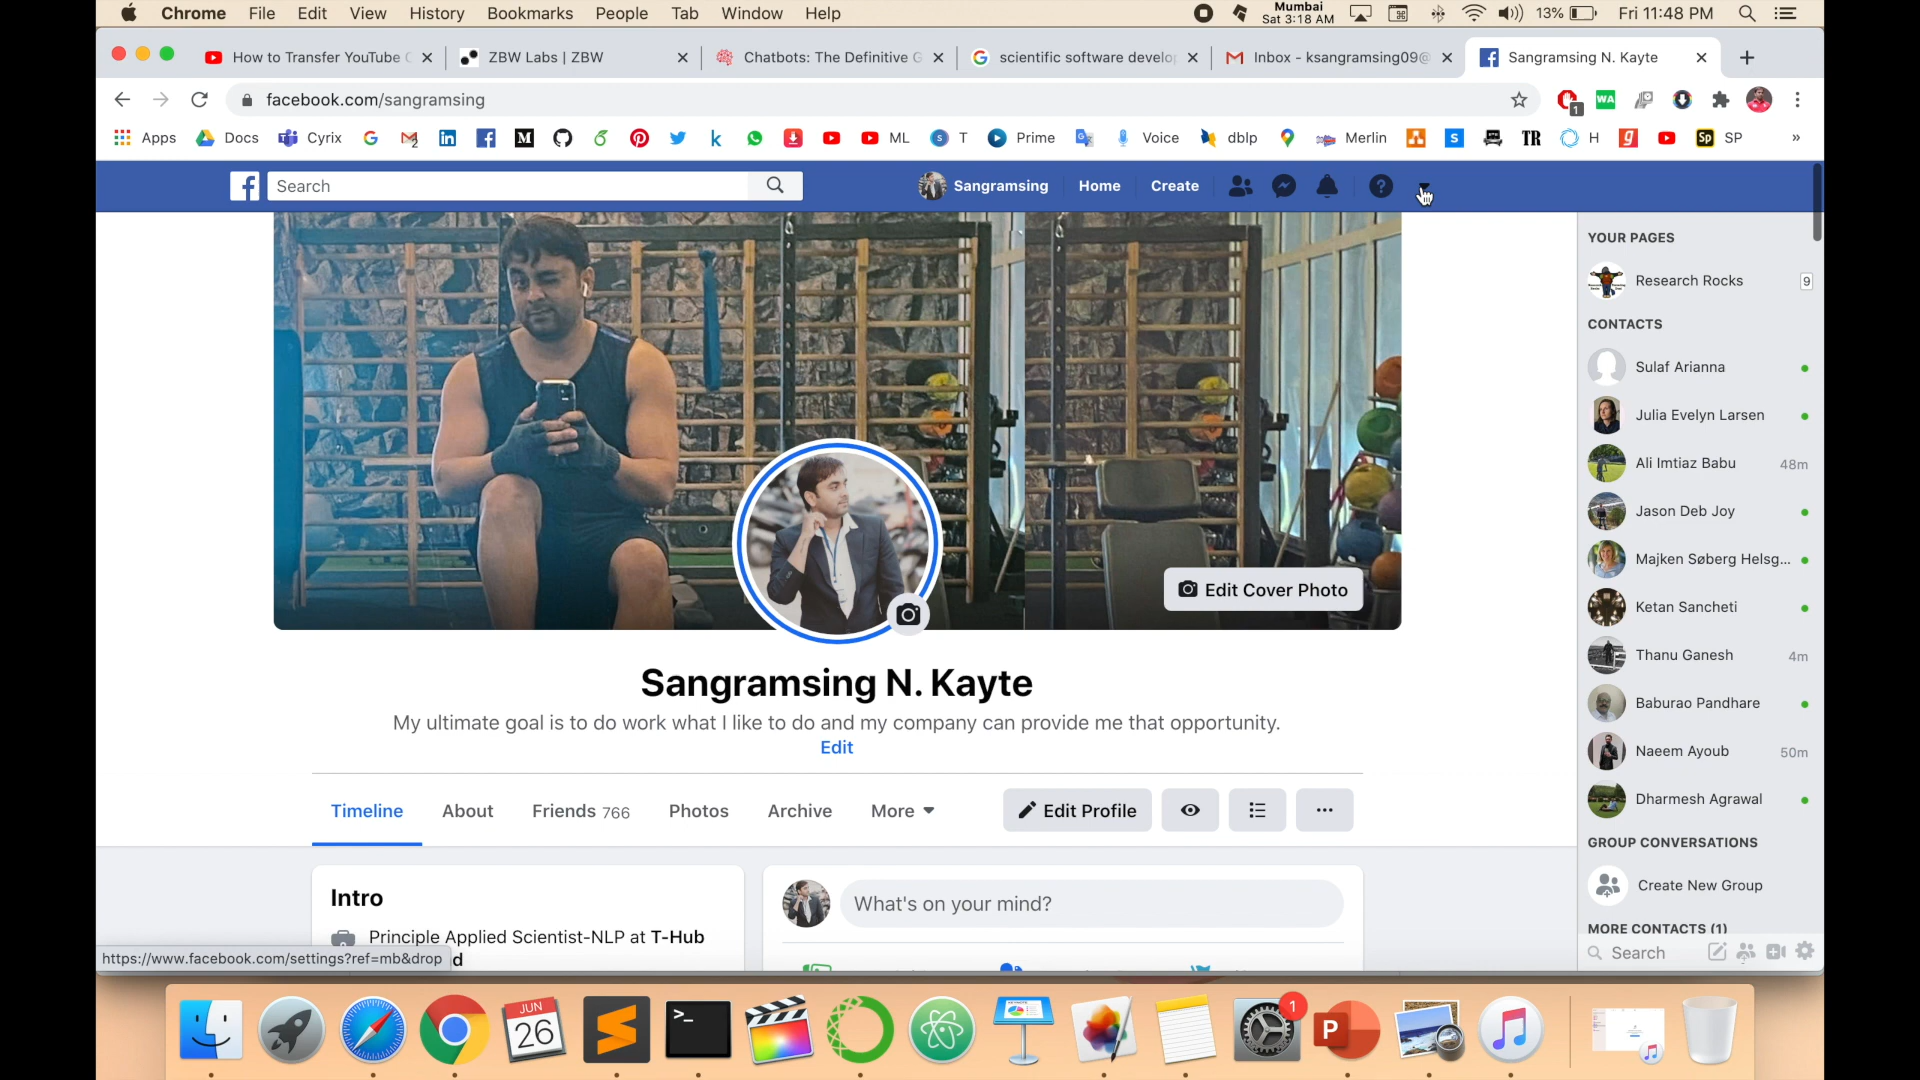 Chrome File Edit View History Bookmarks People Tab Window Help
Mumbai
Sat 3:18 AM
13%
Fri 11:48 PM
How to Transfer YouTube
ZBW Labs | ZBW
Chatbots: The Definitive G
scientific software develop
Inbox - ksangramsing09@
Sangramsing N. Kayte
facebook.com/sangramsing
1
WA
Apps Docs Cyrix M k ML T Prime Voice dblp Merlin S TR H g Sp SP »
Search
Sangramsing Home Create
YOUR PAGES
Research Rocks 9
CONTACTS
Sulaf Arianna
Julia Evelyn Larsen
Ali Imtiaz Babu 48m
Jason Deb Joy
Majken Søberg Helsg...
Ketan Sancheti
Thanu Ganesh 4m
Baburao Pandhare
Naeem Ayoub 50m
Dharmesh Agrawal
GROUP CONVERSATIONS
Create New Group
MORE CONTACTS (1)
Search
Edit Cover Photo
Sangramsing N. Kayte
My ultimate goal is to do work what I like to do and my company can provide me that opportunity.
Edit
Timeline About Friends 766 Photos Archive More
Edit Profile
Intro
Principle Applied Scientist-NLP at T-Hub
What's on your mind?
https://www.facebook.com/settings?ref=mb&drop
JUN
26
1
P